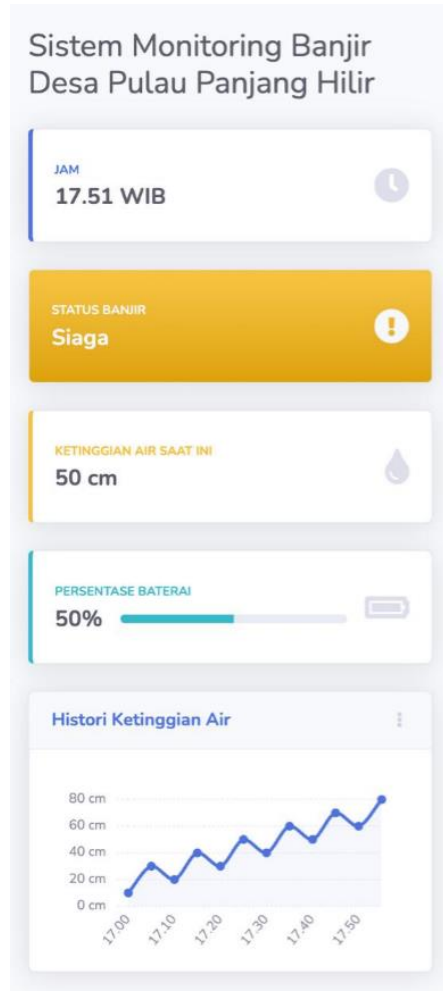 Sistem Monitoring Banjir
Desa Pulau Panjang Hilir
JAM
17.51 WIB
STATUS BANJIR
Siaga
KETINGGIAN AIR SAAT INI
50 cm
PERSENTASE BATERAI
50%
Histori Ketinggian Air
80 cm
60 cm
40 cm
20 cm
0 cm
17.00 17.10 17.20 17.30 17.40 17.50